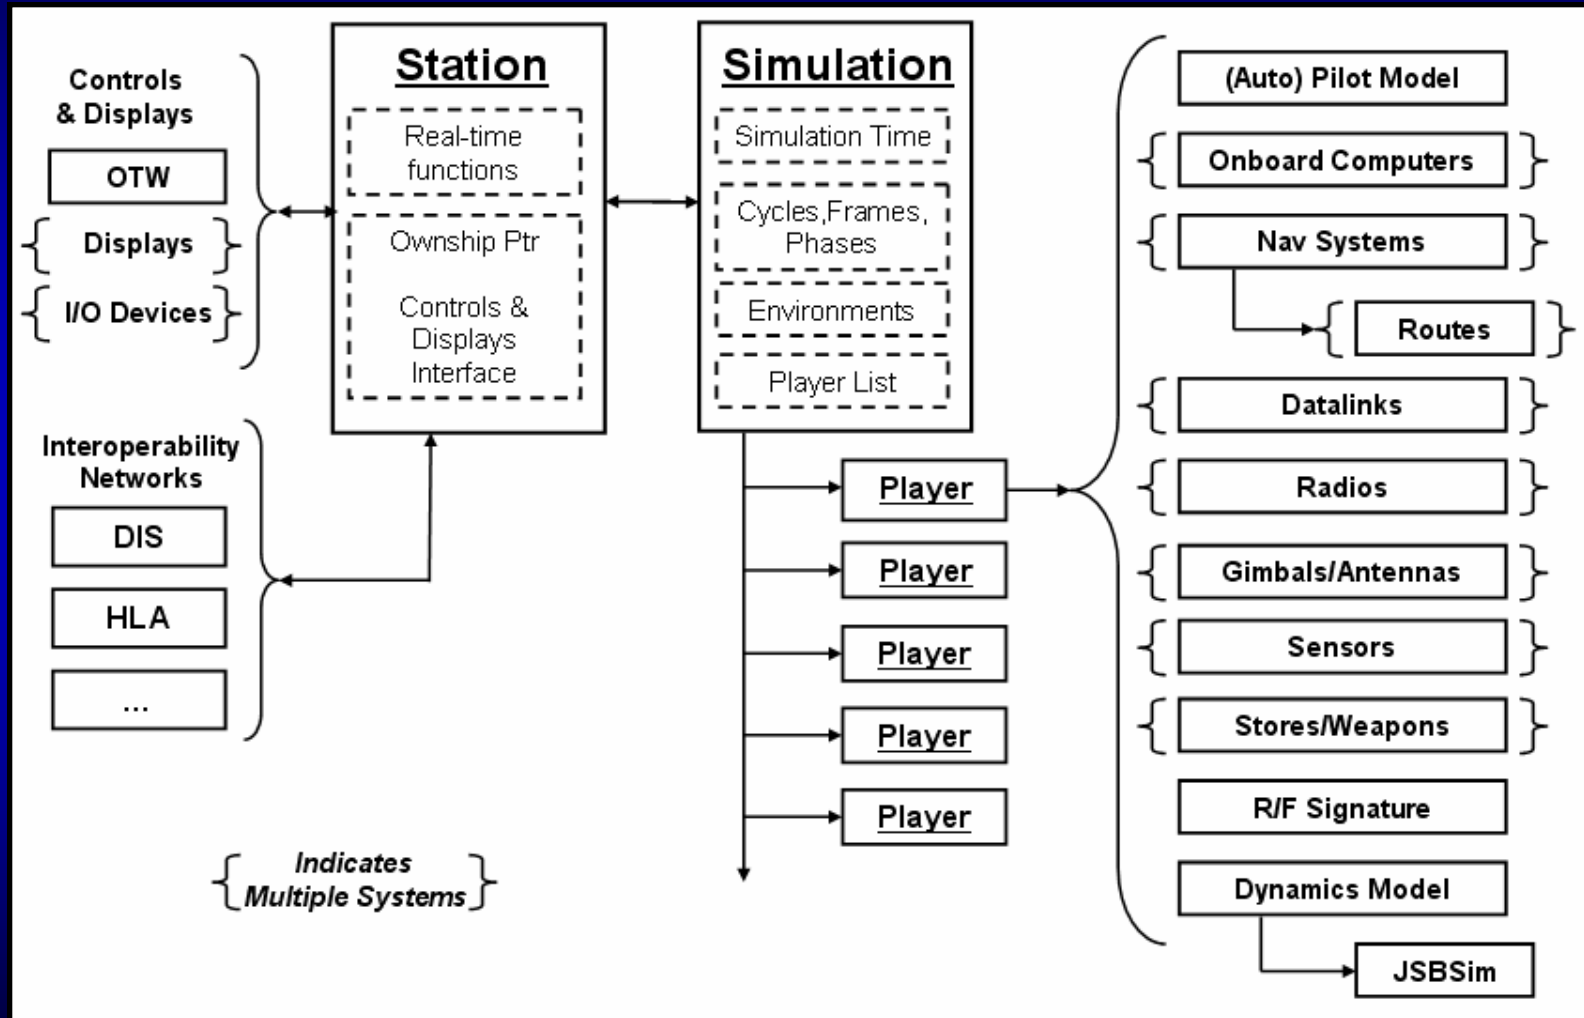 Controls
& Displays
OTW
Displays
I/O Devices
Interoperability
Networks
DIS
HLA
...
Indicates
Multiple Systems
Station
Real-time
functions
Ownship Ptr
Controls &
Displays
Interface
Simulation
Simulation Time
Cycles,Frames,
Phases
Environments
Player List
Player
Player
Player
Player
Player
(Auto) Pilot Model
Onboard Computers
Nav Systems
Routes
Datalinks
Radios
Gimbals/Antennas
Sensors
Stores/Weapons
R/F Signature
Dynamics Model
JSBSim